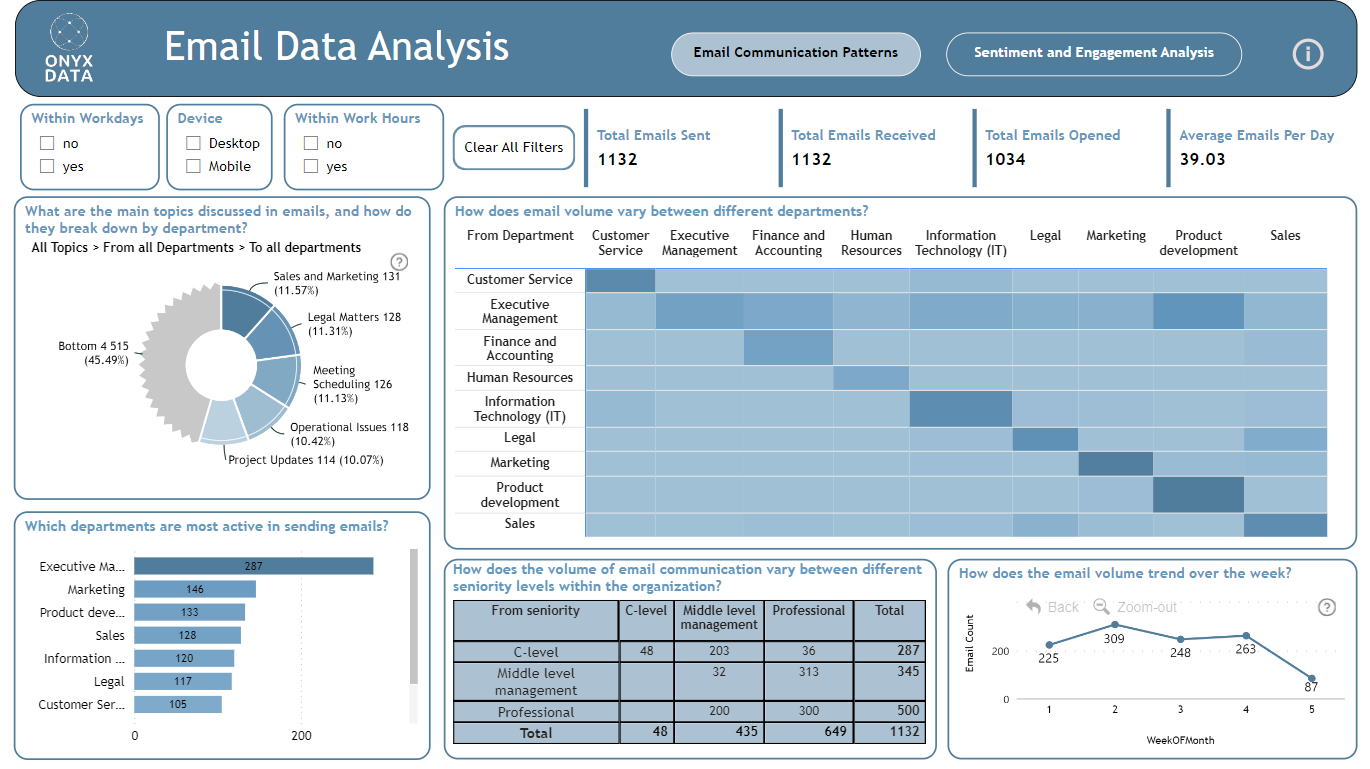 ONYX
DATA
Email Data Analysis
Email Communication Patterns
Sentiment and Engagement Analysis
i
Within Workdays
no
yes
Device
Desktop
Mobile
Within Work Hours
no
yes
Clear All Filters
Total Emails Sent
1132
Total Emails Received
1132
Total Emails Opened
1034
Average Emails Per Day
39.03
What are the main topics discussed in emails, and how do
they break down by department?
All Topics > From all Departments > To all departments
?
Sales and Marketing 131
(11.57%)
Legal Matters 128
(11.31%)
Meeting
Scheduling 126
(11.13%)
Operational Issues 118
(10.42%)
Project Updates 114 (10.07%)
Bottom 4 515
(45.49%)
How does email volume vary between different departments?
From Department Customer Service Executive Management Finance and Accounting Human Resources Information Technology (IT) Legal Marketing Product development Sales
Customer Service
Executive
Management
Finance and
Accounting
Human Resources
Information
Technology (IT)
Legal
Marketing
Product
development
Sales
Which departments are most active in sending emails?
Executive Ma... 287
Marketing 146
Product deve... 133
Sales 128
Information ... 120
Legal 117
Customer Ser... 105
0 200
How does the volume of email communication vary between different
seniority levels within the organization?
From seniority C-level Middle level management Professional Total
C-level 48 203 36 287
Middle level management 32 313 345
Professional 200 300 500
Total 48 435 649 1132
How does the email volume trend over the week?
Back Zoom-out
?
Email Count
200
0
225
309
248
263
87
1 2 3 4 5
WeekOFMonth